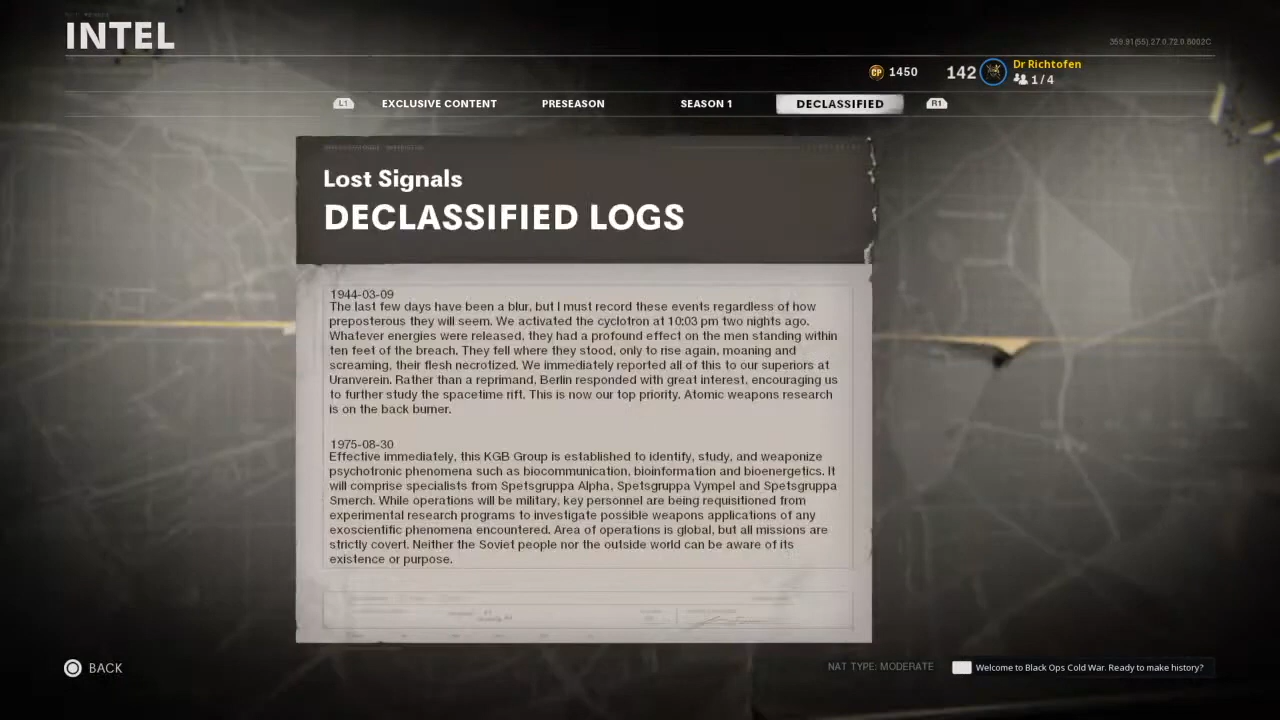 INTEL
359.91(55).27.0.72.0.6002C
CP 1450
142
Dr Richtofen
1 / 4
L1
EXCLUSIVE CONTENT
PRESEASON
SEASON 1
DECLASSIFIED
R1
Lost Signals
DECLASSIFIED LOGS
1944-03-09
The last few days have been a blur, but I must record these events regardless of how
preposterous they will seem. We activated the cyclotron at 10:03 pm two nights ago.
Whatever energies were released, they had a profound effect on the men standing within
ten feet of the breach. They fell where they stood, only to rise again, moaning and
screaming, their flesh necrotized. We immediately reported all of this to our superiors at
Uranverein. Rather than a reprimand, Berlin responded with great interest, encouraging us
to further study the spacetime rift. This is now our top priority. Atomic weapons research
is on the back burner.
1975-08-30
Effective immediately, this KGB Group is established to identify, study, and weaponize
psychotronic phenomena such as biocommunication, bioinformation and bioenergetics. It
will comprise specialists from Spetsgruppa Alpha, Spetsgruppa Vympel and Spetsgruppa
Smerch. While operations will be military, key personnel are being requisitioned from
experimental research programs to investigate possible weapons applications of any
exoscientific phenomena encountered. Area of operations is global, but all missions are
strictly covert. Neither the Soviet people nor the outside world can be aware of its
existence or purpose.
BACK
NAT TYPE: MODERATE
Welcome to Black Ops Cold War. Ready to make history?